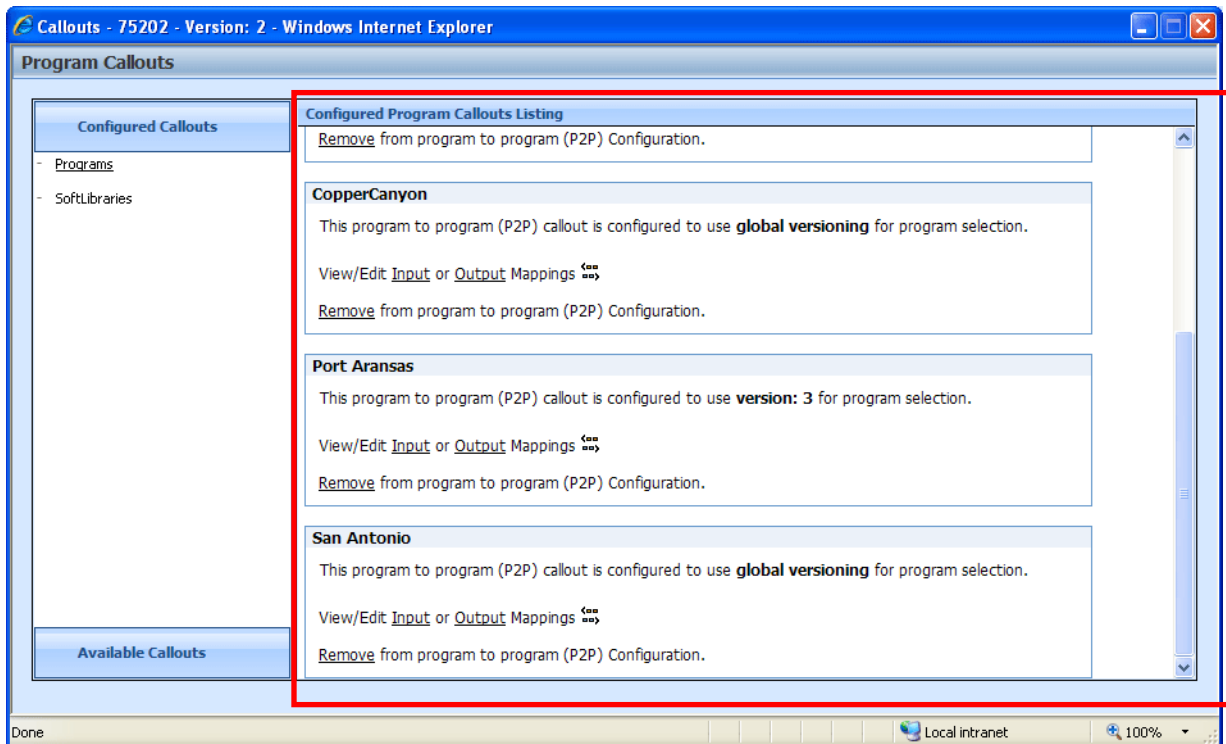 Callouts - 75202 - Version: 2 - Windows Internet Explorer
Program Callouts
Configured Callouts
- Programs
- SoftLibraries
Available Callouts
Configured Program Callouts Listing
Remove from program to program (P2P) Configuration.
CopperCanyon
This program to program (P2P) callout is configured to use global versioning for program selection.
View/Edit Input or Output Mappings
Remove from program to program (P2P) Configuration.
Port Aransas
This program to program (P2P) callout is configured to use version: 3 for program selection.
View/Edit Input or Output Mappings
Remove from program to program (P2P) Configuration.
San Antonio
This program to program (P2P) callout is configured to use global versioning for program selection.
View/Edit Input or Output Mappings
Remove from program to program (P2P) Configuration.
Done
Local intranet
100%